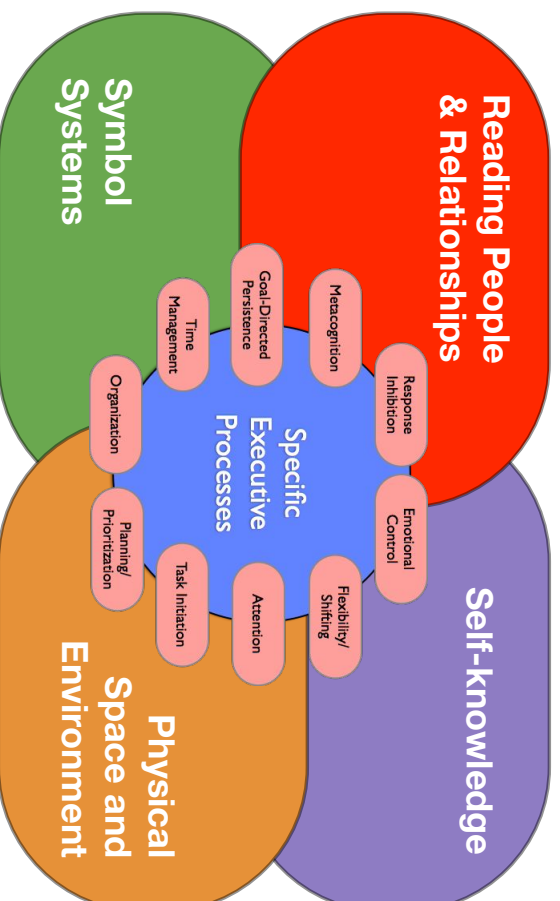 Reading People
& Relationships
Self-knowledge
Response
Inhibition
Emotional
Control
Metacognition
Flexibility/
Shifting
Goal-Directed
Persistence
Specific
Executive
Processes
Attention
Time
Management
Task Initiation
Organization
Planning/
Prioritization
Symbol
Systems
Physical
Space and
Environment